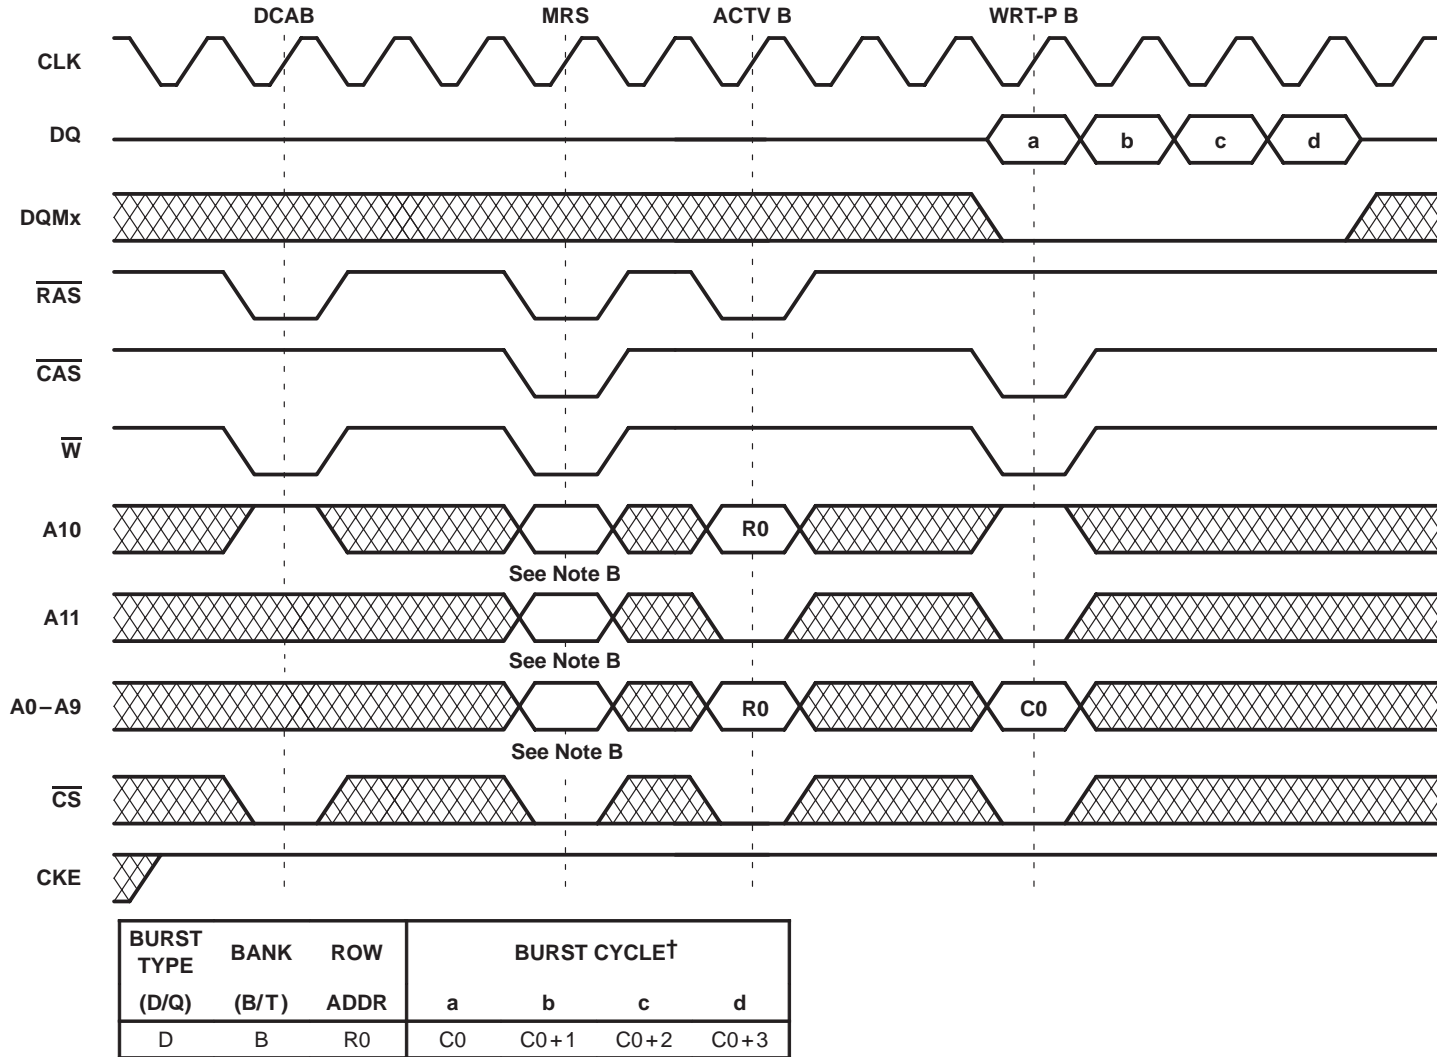 DCAB MRS ACTV B WRT-P B
CLK
DQ a b c d
DQMx
RAS
CAS
W
A10 R0
See Note B
A11
See Note B
A0–A9 R0 C0
See Note B
CS
CKE
BURST TYPE BANK ROW BURST CYCLE†
(D/Q) (B/T) ADDR a b c d
D B R0 C0 C0+1 C0+2 C0+3